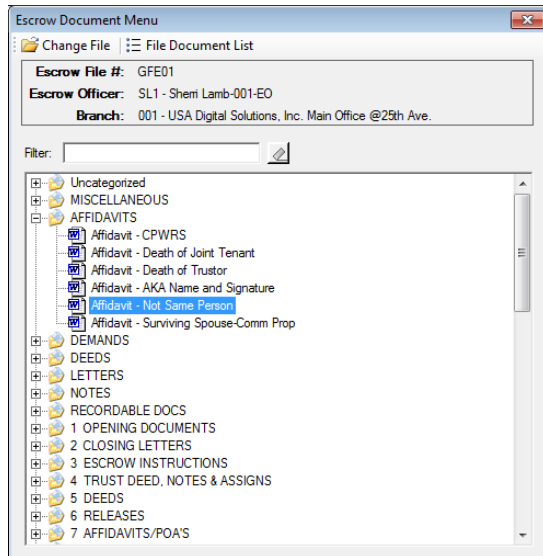 Escrow Document Menu
Change File File Document List
Escrow File #: GFE01
Escrow Officer: SL1 - Sherri Lamb-001-EO
Branch: 001 - USA Digital Solutions, Inc. Main Office @25th Ave.
Filter:
Uncategorized
MISCELLANEOUS
AFFIDAVITS
Affidavit - CPWRS
Affidavit - Death of Joint Tenant
Affidavit - Death of Trustor
Affidavit - AKA Name and Signature
Affidavit - Not Same Person
Affidavit - Surviving Spouse-Comm Prop
DEMANDS
DEEDS
LETTERS
NOTES
RECORDABLE DOCS
1 OPENING DOCUMENTS
2 CLOSING LETTERS
3 ESCROW INSTRUCTIONS
4 TRUST DEED, NOTES & ASSIGNS
5 DEEDS
6 RELEASES
7 AFFIDAVITS/POA'S